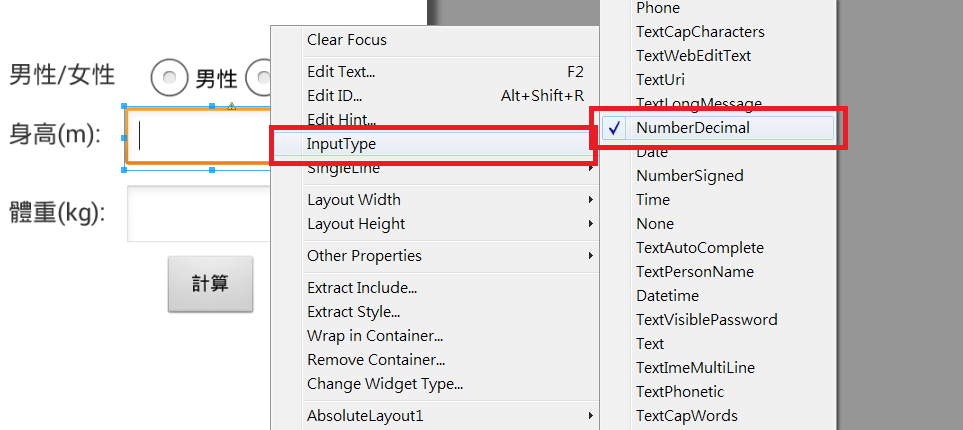 男性/女性
男性
身高(m):
體重(kg):
計算
Clear Focus
Edit Text... F2
Edit ID... Alt+Shift+R
Edit Hint...
InputType
SingleLine
Layout Width
Layout Height
Other Properties
Extract Include...
Extract Style...
Wrap in Container...
Remove Container...
Change Widget Type...
AbsoluteLayout1
Phone
TextCapCharacters
TextWebEditText
TextUri
TextLongMessage
NumberDecimal
Date
NumberSigned
Time
None
TextAutoComplete
TextPersonName
Datetime
TextVisiblePassword
Text
TextImeMultiLine
TextPhonetic
TextCapWords